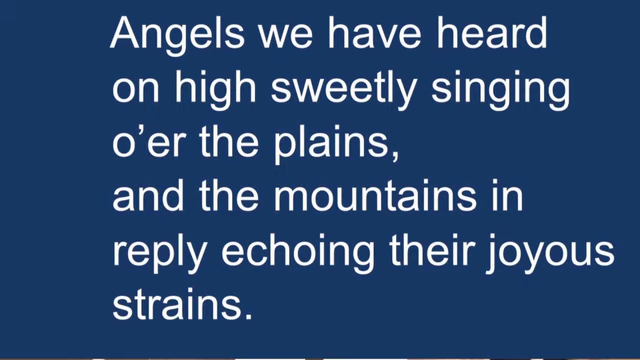 Angels we have heard
on high sweetly singing
o’er the plains,
and the mountains in
reply echoing their joyous
strains.